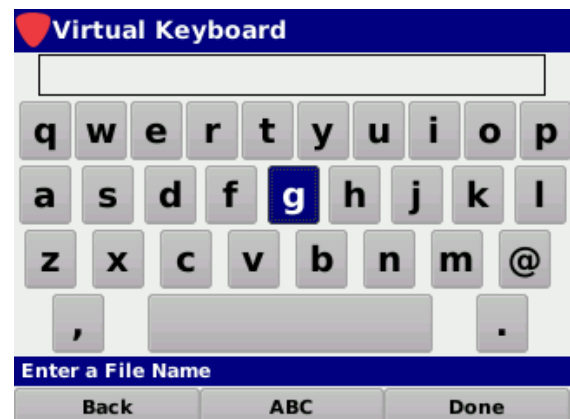 Virtual Keyboard
q w e r t y u i o p
a s d f g h j k l
z x c v b n m @
, .
Enter a File Name
Back ABC Done